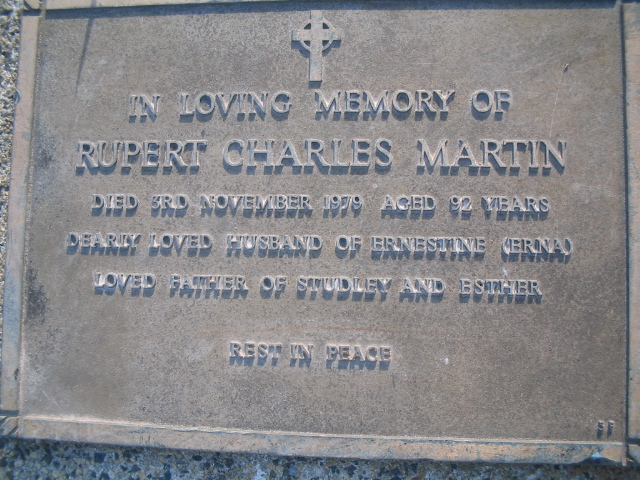 IN LOVING MEMORY OF
RUPERT CHARLES MARTIN
DIED 3RD NOVEMBER 1979 AGED 92 YEARS
DEARLY LOVED HUSBAND OF ERNESTINE (ERNA)
LOVED FATHER OF STUDLEY AND ESTHER
REST IN PEACE